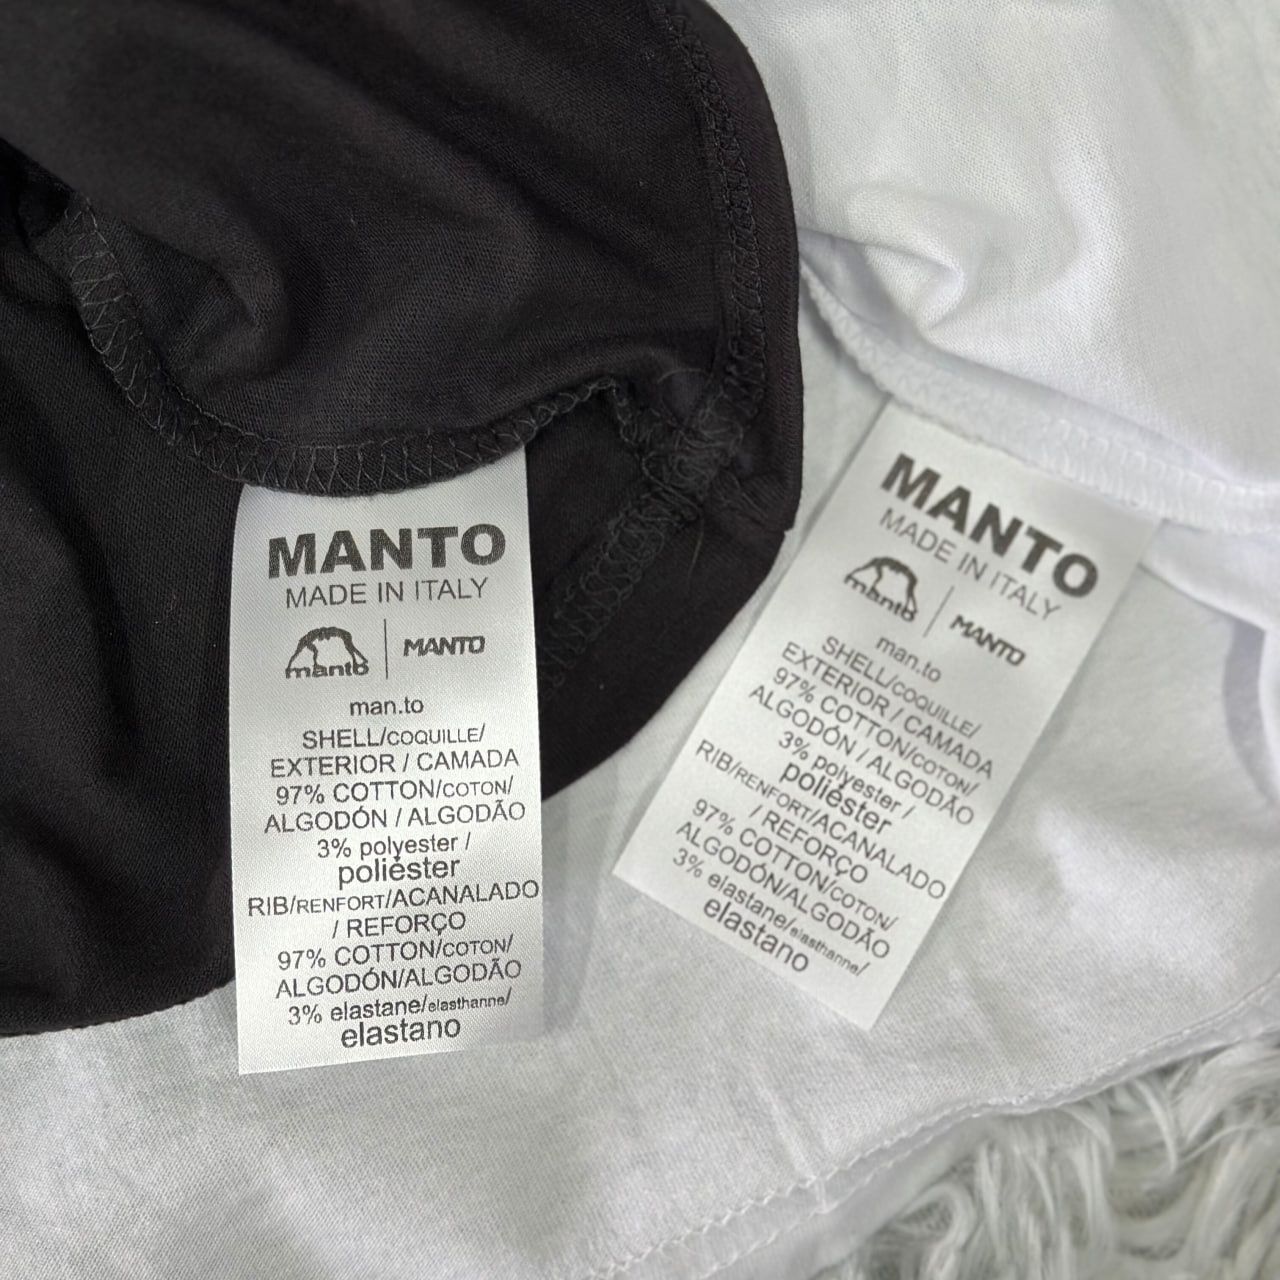 MANTO
MADE IN ITALY
manto | MANTO
man.to
SHELL/COQUILLE/
EXTERIOR / CAMADA
97% COTTON/COTON/
ALGODÓN / ALGODÃO
3% polyester /
poliéster
RIB/RENFORT/ACANALADO
/ REFORÇO
97% COTTON/COTON/
ALGODÓN/ALGODÃO
3% elastane/elasthanne/
elastano
MANTO
MADE IN ITALY
manto | MANTO
man.to
SHELL/COQUILLE/
EXTERIOR / CAMADA
97% COTTON/COTON/
ALGODÓN / ALGODÃO
3% polyester /
poliéster
RIB/RENFORT/ACANALADO
/ REFORÇO
97% COTTON/COTON/
ALGODÓN/ALGODÃO
3% elastane/elasthanne/
elastano